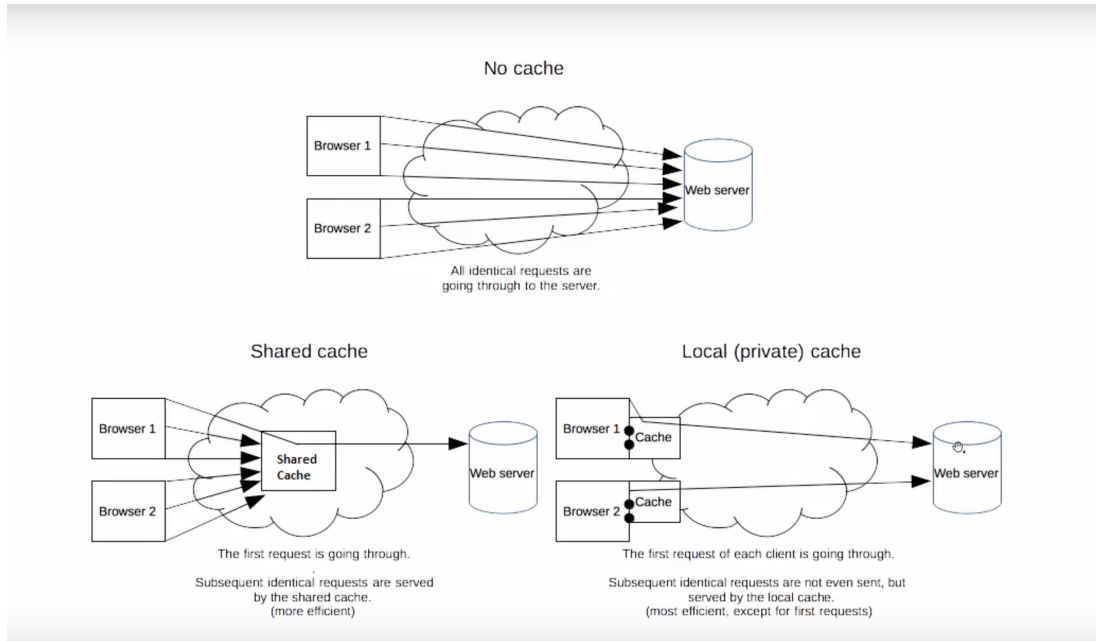 No cache
Browser 1
Web server
Browser 2
All identical requests are
going through to the server.
Shared cache
Browser 1
Shared
Cache
Web server
Browser 2
The first request is going through.
Subsequent identical requests are served
by the shared cache.
(more efficient)
Local (private) cache
Browser 1
Cache
Web server
Browser 2
Cache
The first request of each client is going through.
Subsequent identical requests are not even sent, but
served by the local cache.
(most efficient, except for first requests)